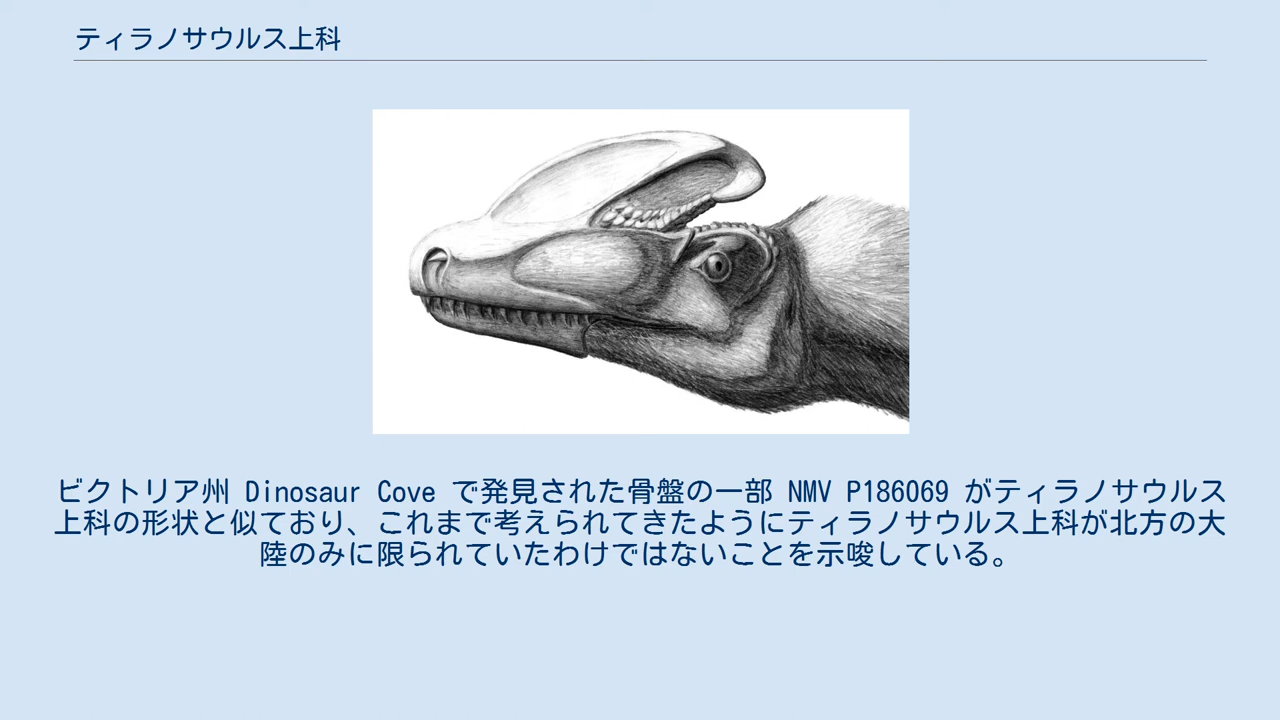 ティラノサウルス上科
ビクトリア州 Dinosaur Cove で発見された骨盤の一部 NMV P186069 がティラノサウルス
上科の形状と似ており、これまで考えられてきたようにティラノサウルス上科が北方の大
陸のみに限られていたわけではないことを示唆している。